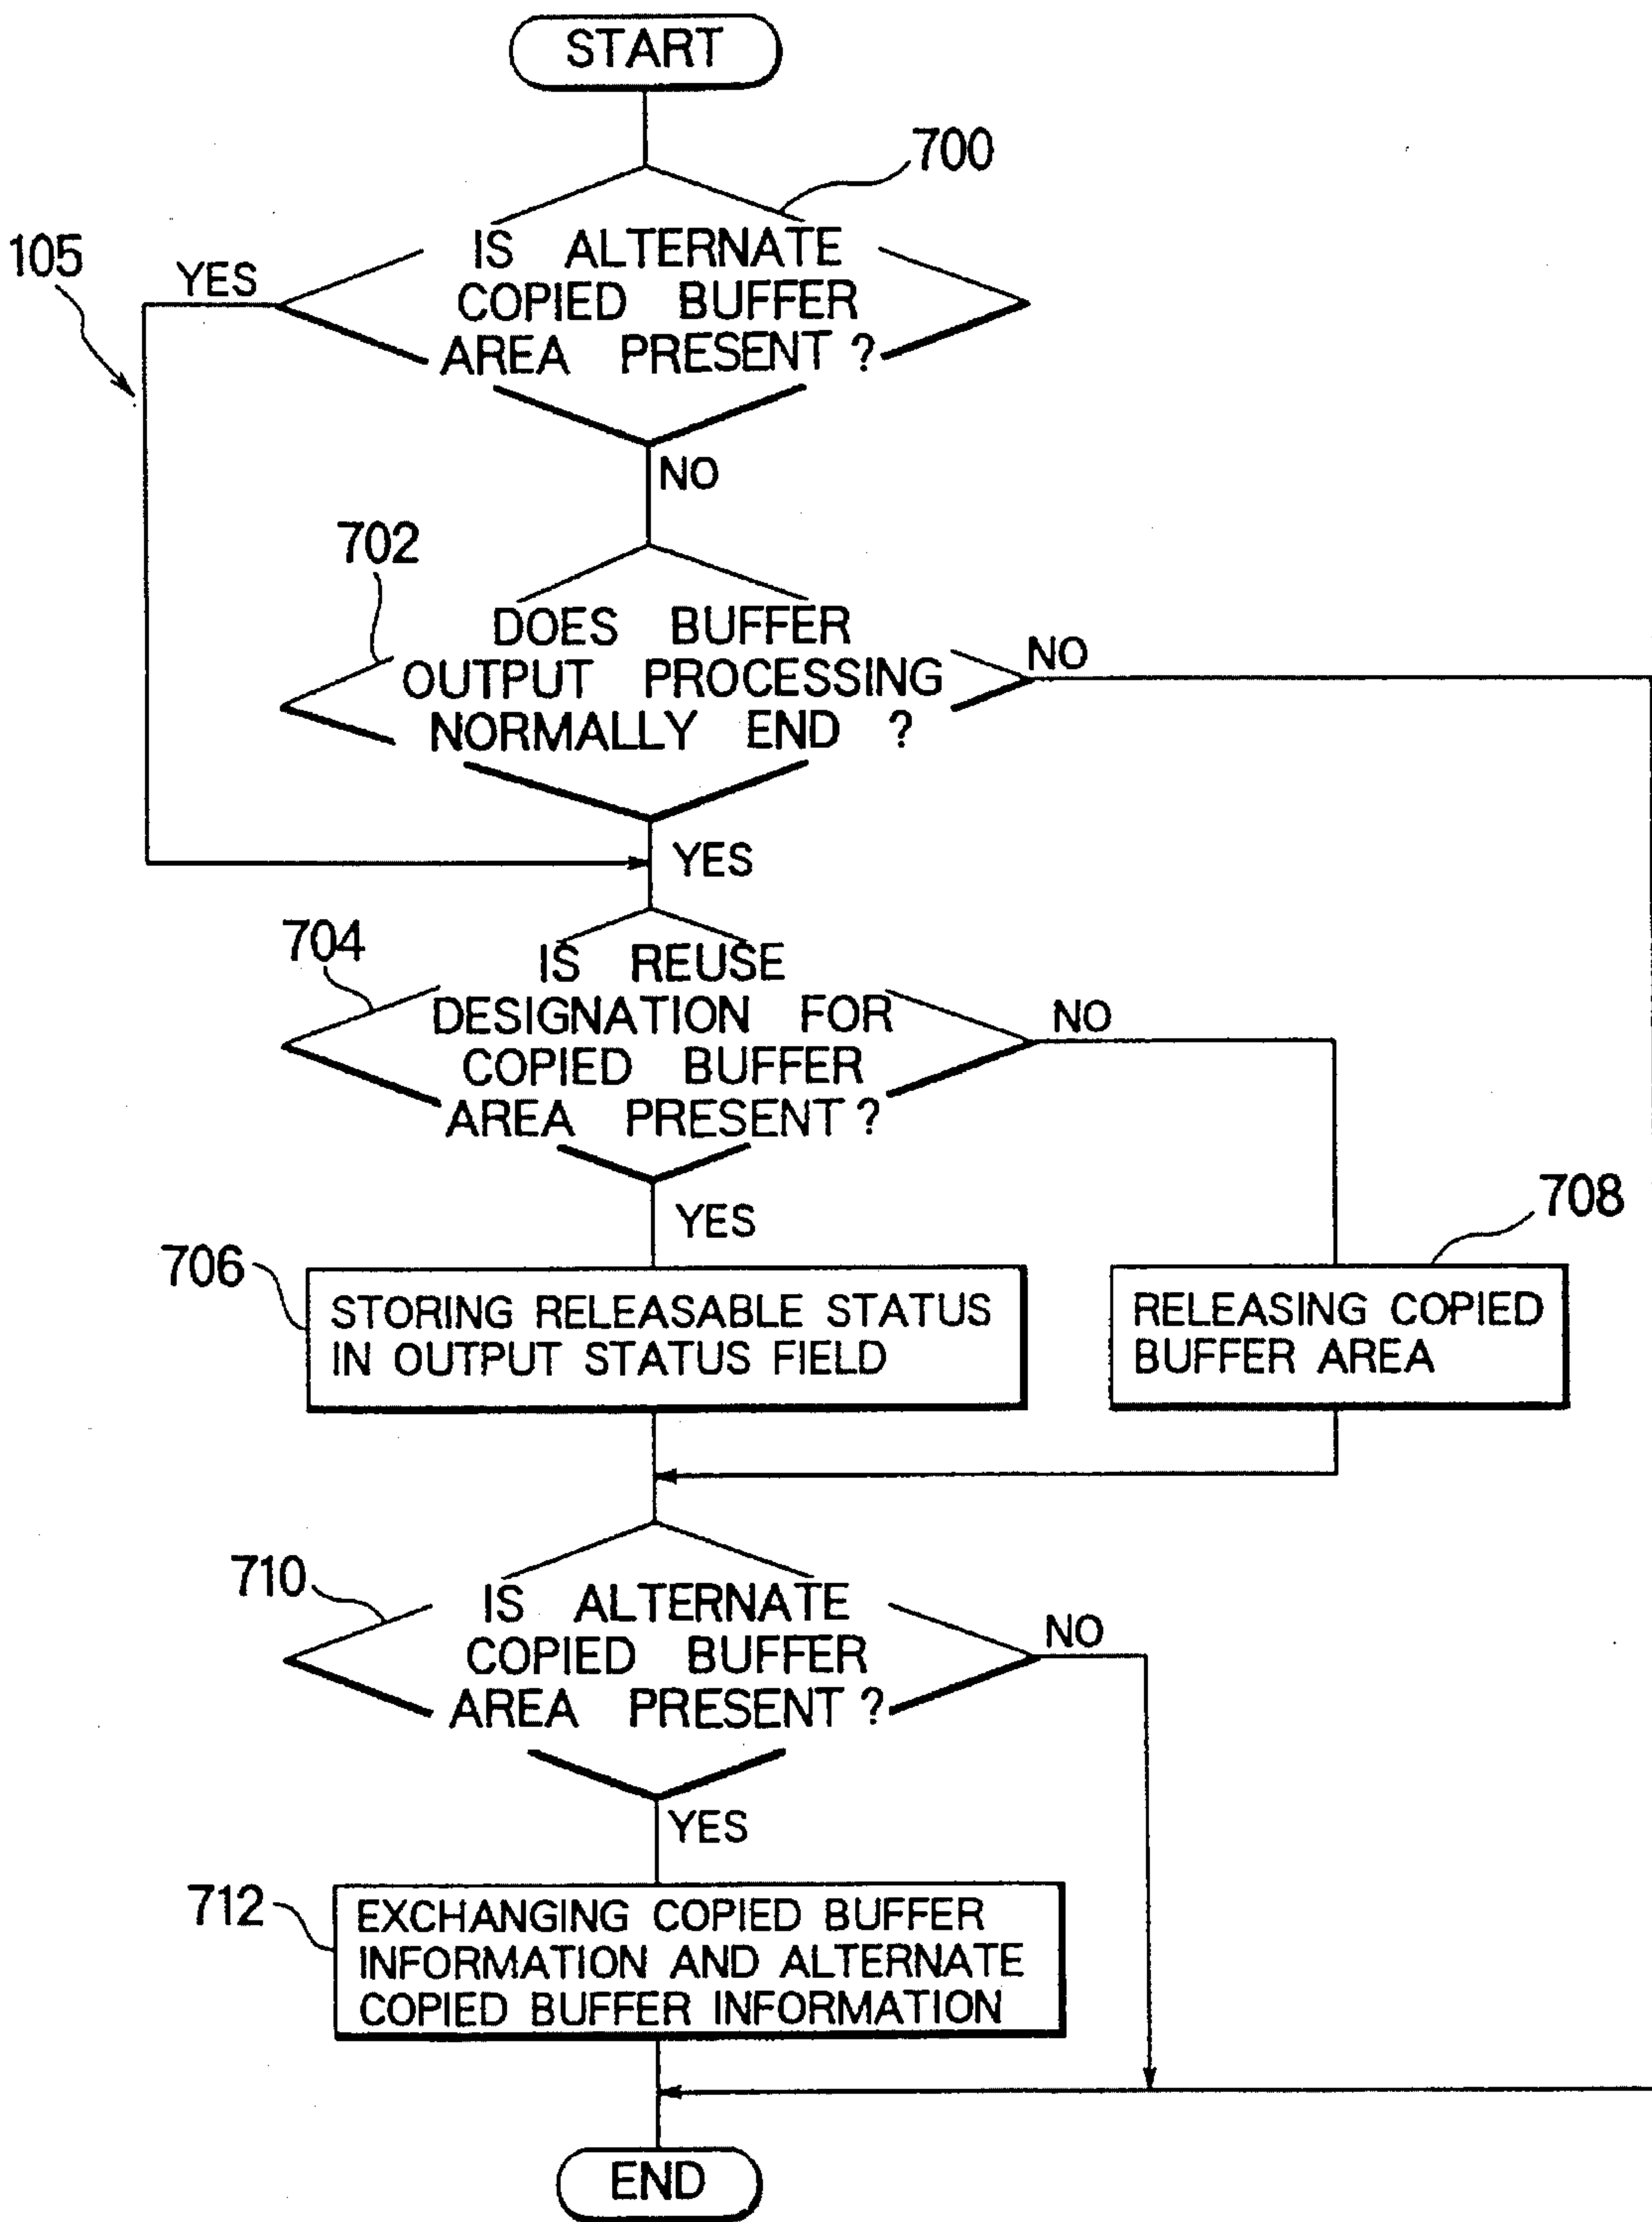 START
700
IS ALTERNATE
COPIED BUFFER
AREA PRESENT ?
105
YES
NO
702
DOES BUFFER
OUTPUT PROCESSING
NORMALLY END ?
NO
YES
704
IS REUSE
DESIGNATION FOR
COPIED BUFFER
AREA PRESENT ?
NO
YES
706
STORING RELEASABLE STATUS
IN OUTPUT STATUS FIELD
708
RELEASING COPIED
BUFFER AREA
710
IS ALTERNATE
COPIED BUFFER
AREA PRESENT ?
NO
YES
712
EXCHANGING COPIED BUFFER
INFORMATION AND ALTERNATE
COPIED BUFFER INFORMATION
END